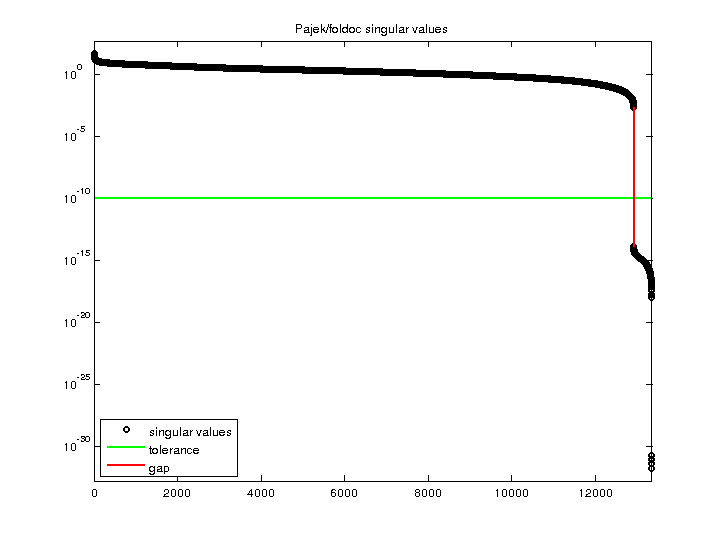 Pajek/foldoc singular values
10^0
10^-5
10^-10
10^-15
10^-20
10^-25
10^-30
singular values
tolerance
gap
0 2000 4000 6000 8000 10000 12000